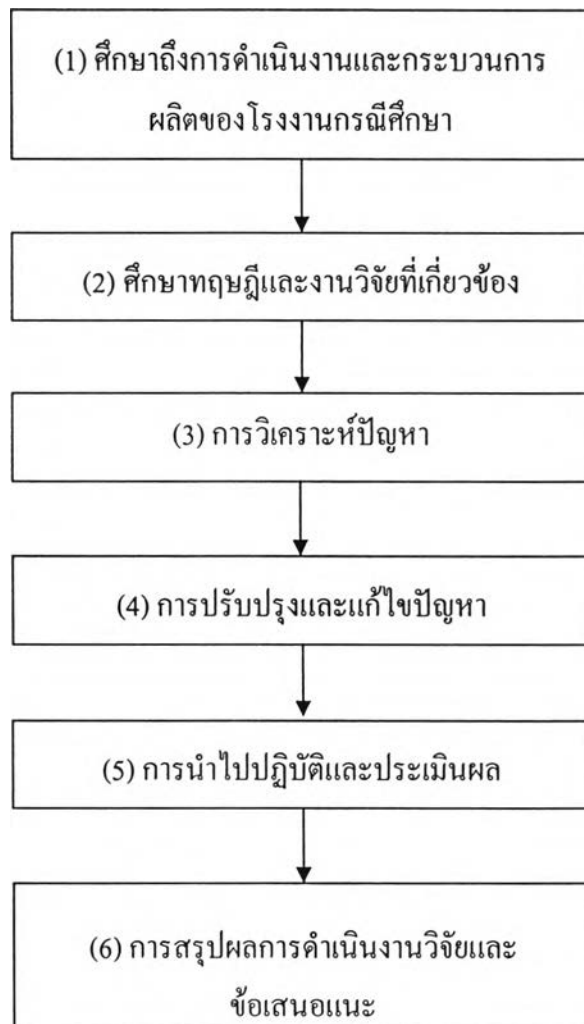 (1) ศึกษาถึงการดำเนินงานและกระบวนการ
ผลิตของโรงงานกรณีศึกษา
(2) ศึกษาทฤษฎีและงานวิจัยที่เกี่ยวข้อง
(3) การวิเคราะห์ปัญหา
(4) การปรับปรุงและแก้ไขปัญหา
(5) การนำไปปฏิบัติและประเมินผล
(6) การสรุปผลการดำเนินงานวิจัยและ
ข้อเสนอแนะ